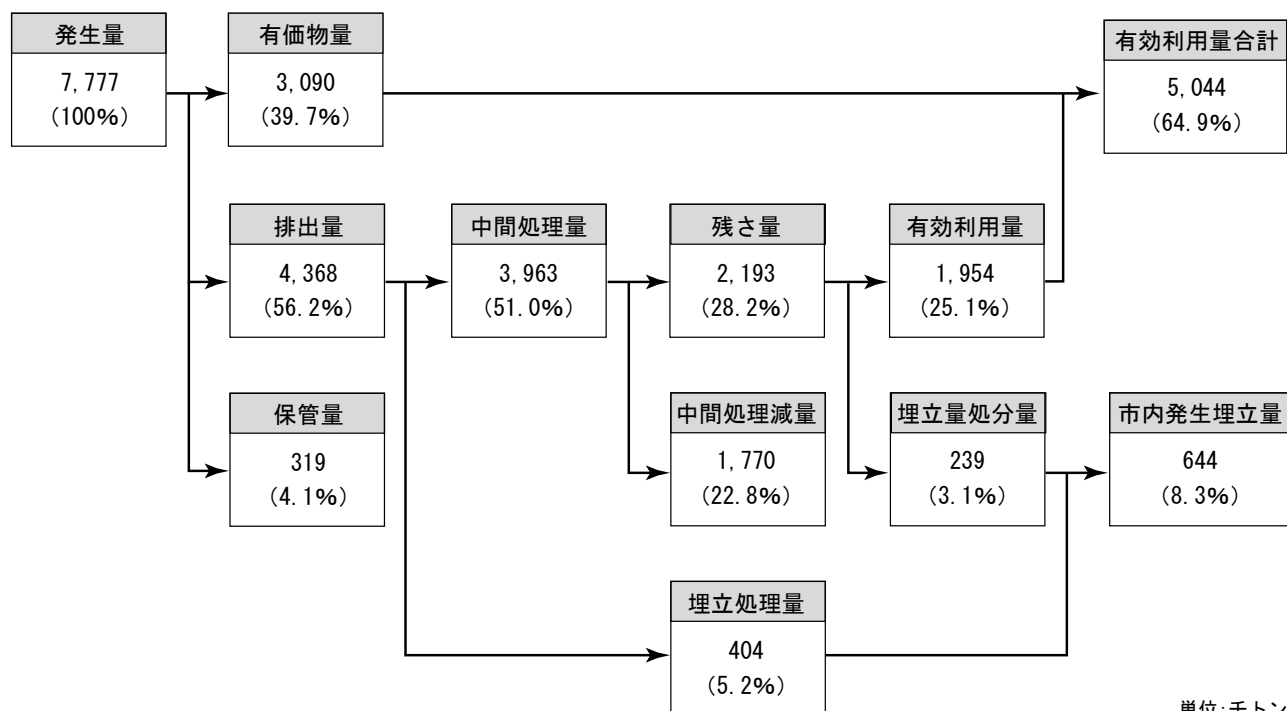 発生量
7,777
(100%)
有価物量
3,090
(39.7%)
有効利用量合計
5,044
(64.9%)
排出量
4,368
(56.2%)
中間処理量
3,963
(51.0%)
残さ量
2,193
(28.2%)
有効利用量
1,954
(25.1%)
保管量
319
(4.1%)
中間処理減量
1,770
(22.8%)
埋立量処分量
239
(3.1%)
市内発生埋立量
644
(8.3%)
埋立処理量
404
(5.2%)
単位:千トン